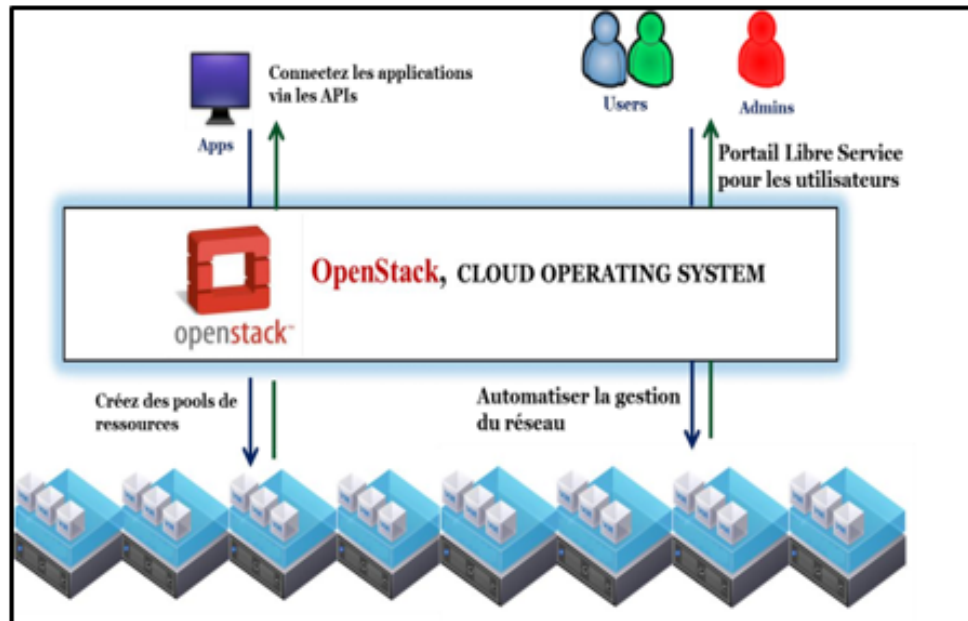 Connectez les applications
via les APIs
Apps
Users
Admins
Portail Libre Service
pour les utilisateurs
OpenStack, CLOUD OPERATING SYSTEM
openstack™
Créez des pools de
ressources
Automatiser la gestion
du réseau